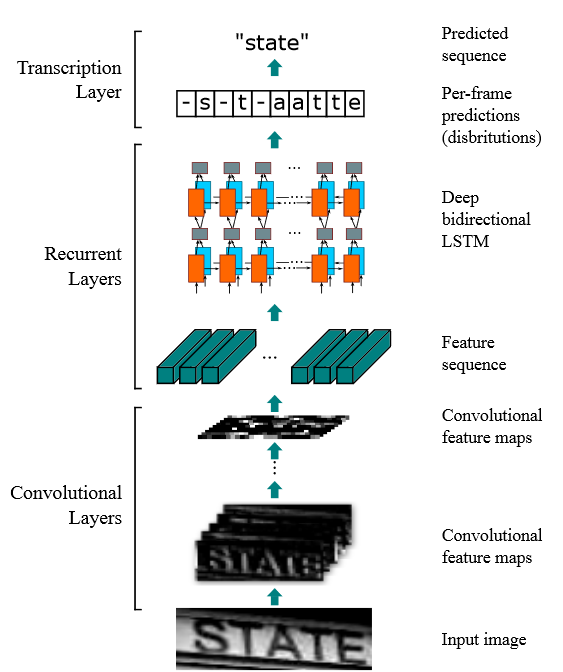 "state"
Predicted
sequence
Transcription
Layer
-s-t-aatte
Per-frame
predictions
(disbritutions)
...
Deep
bidirectional
LSTM
...
Recurrent
Layers
...
Feature
sequence
Convolutional
feature maps
Convolutional
Layers
STATE
Convolutional
feature maps
STATE
Input image